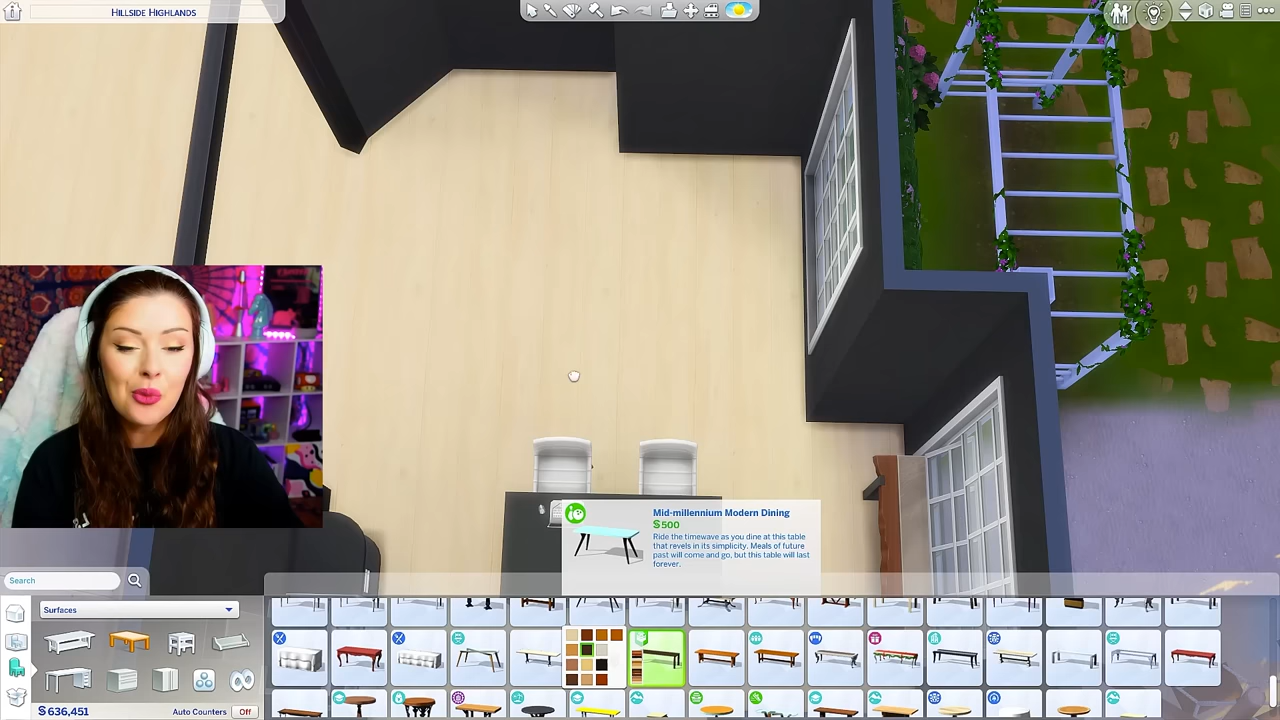 HILLSIDE HIGHLANDS
Mid-millennium Modern Dining
§500
Ride the timewave as you dine at this table
that revels in its simplicity. Meals of future
past will come and go, but this table will last
forever.
Search
Surfaces
§636,451
Auto Counters
Off